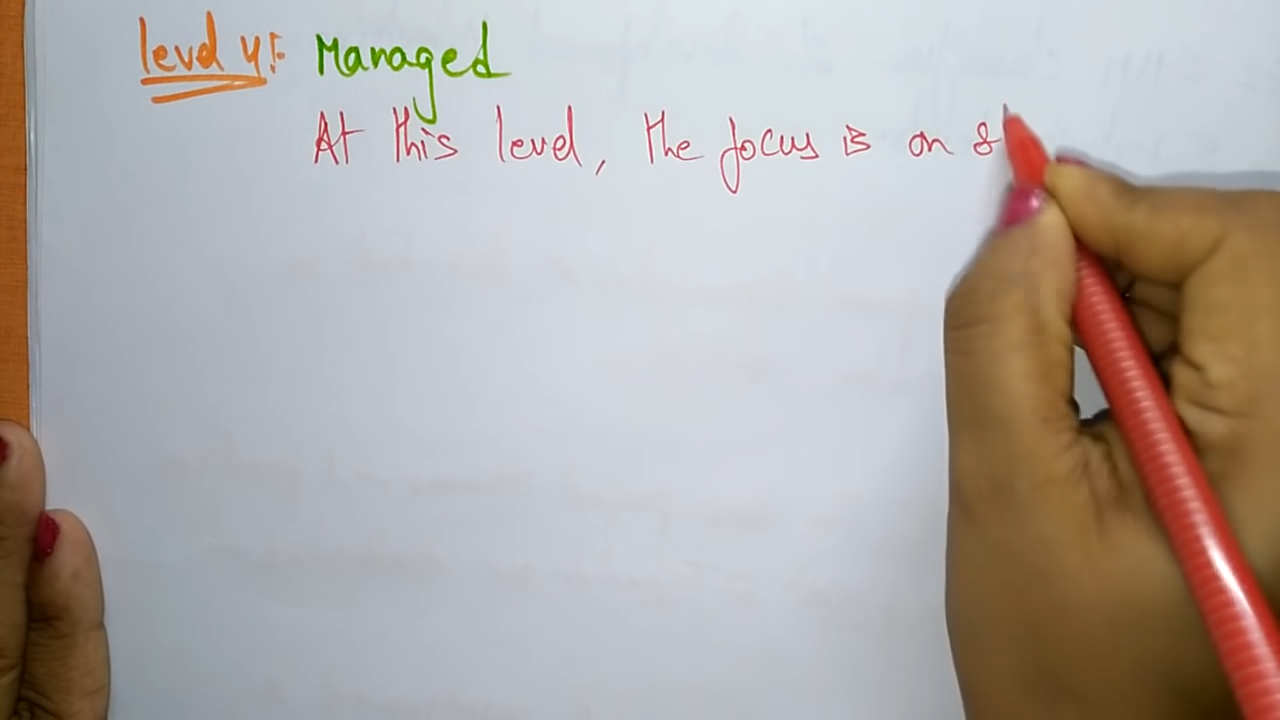 level 4: Managed
At this level, the focus is on s